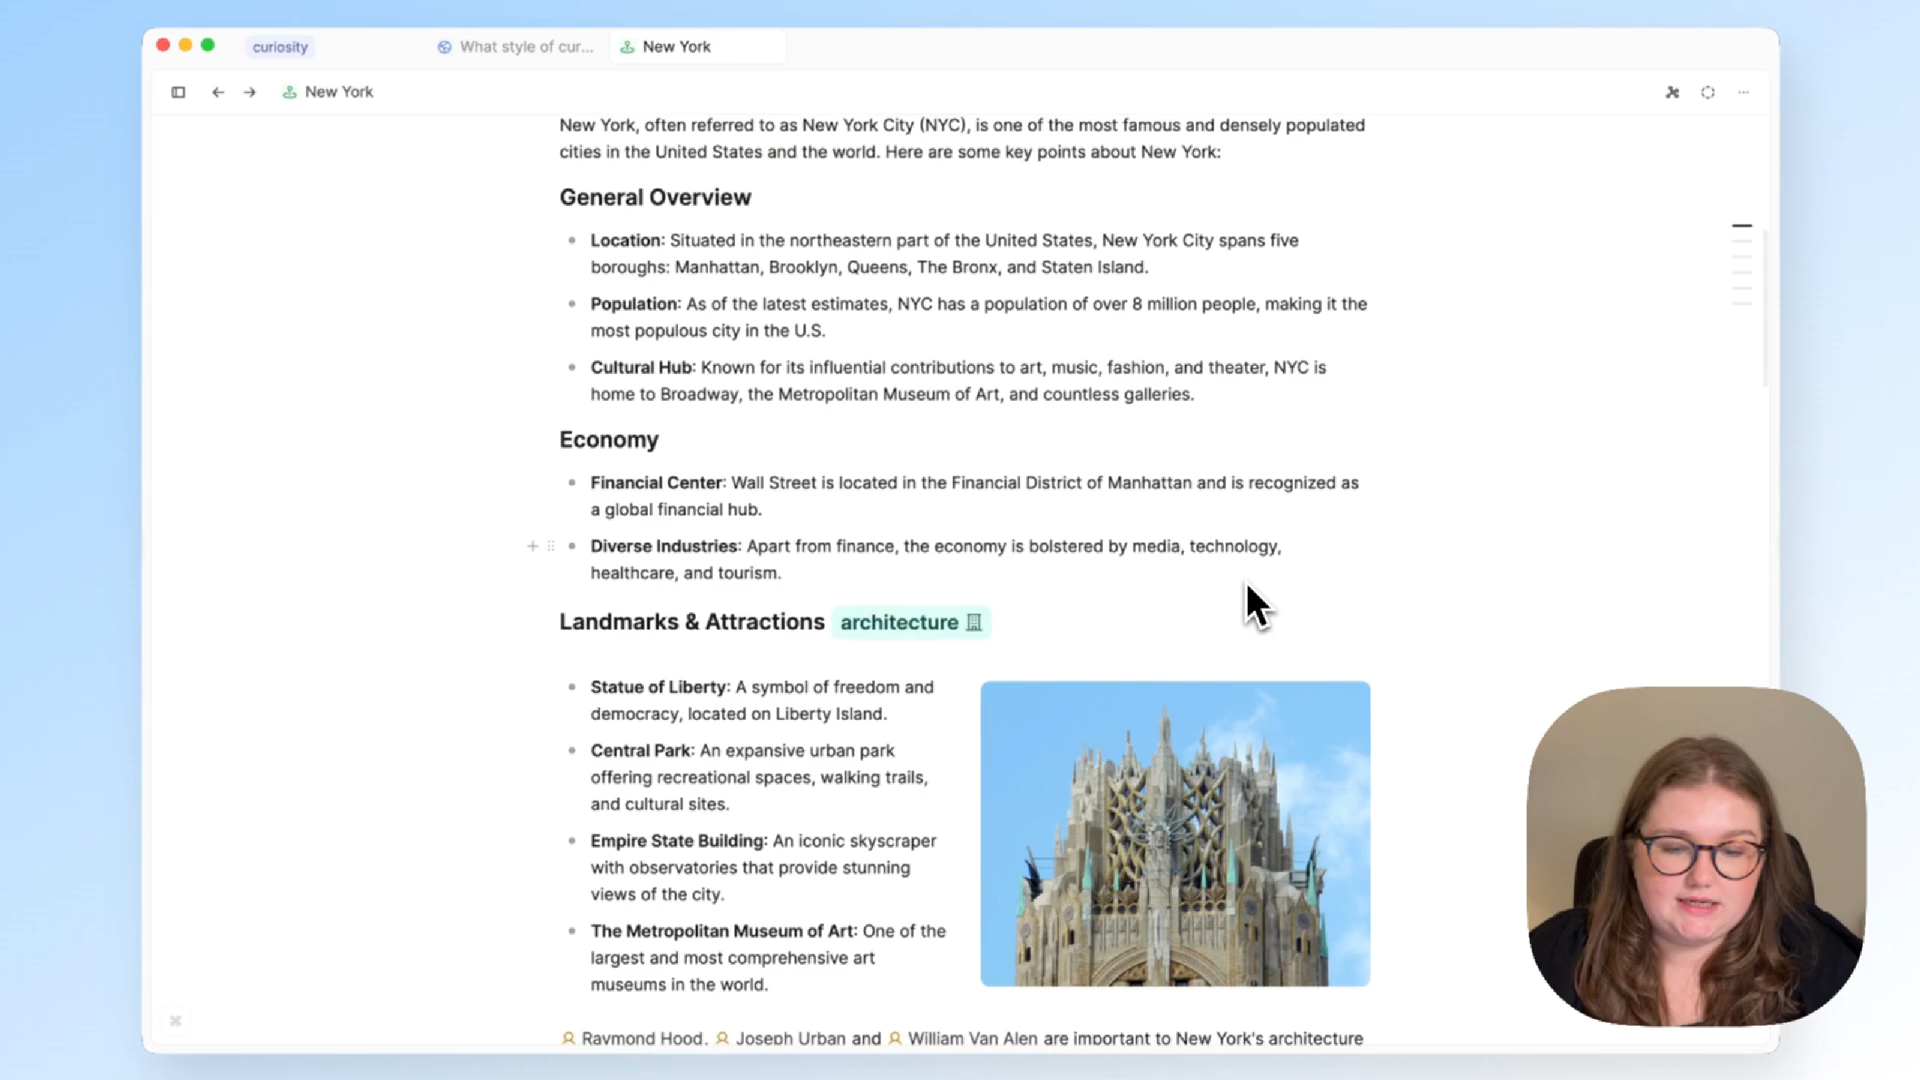 curiosity
What style of cur...
New York
New York
New York, often referred to as New York City (NYC), is one of the most famous and densely populated
cities in the United States and the world. Here are some key points about New York:
General Overview
Location: Situated in the northeastern part of the United States, New York City spans five
boroughs: Manhattan, Brooklyn, Queens, The Bronx, and Staten Island.
Population: As of the latest estimates, NYC has a population of over 8 million people, making it the
most populous city in the U.S.
Cultural Hub: Known for its influential contributions to art, music, fashion, and theater, NYC is
home to Broadway, the Metropolitan Museum of Art, and countless galleries.
Economy
Financial Center: Wall Street is located in the Financial District of Manhattan and is recognized as
a global financial hub.
Diverse Industries: Apart from finance, the economy is bolstered by media, technology,
healthcare, and tourism.
Landmarks & Attractions architecture
Statue of Liberty: A symbol of freedom and
democracy, located on Liberty Island.
Central Park: An expansive urban park
offering recreational spaces, walking trails,
and cultural sites.
Empire State Building: An iconic skyscraper
with observatories that provide stunning
views of the city.
The Metropolitan Museum of Art: One of the
largest and most comprehensive art
museums in the world.
Raymond Hood, Joseph Urban and William Van Alen are important to New York's architecture